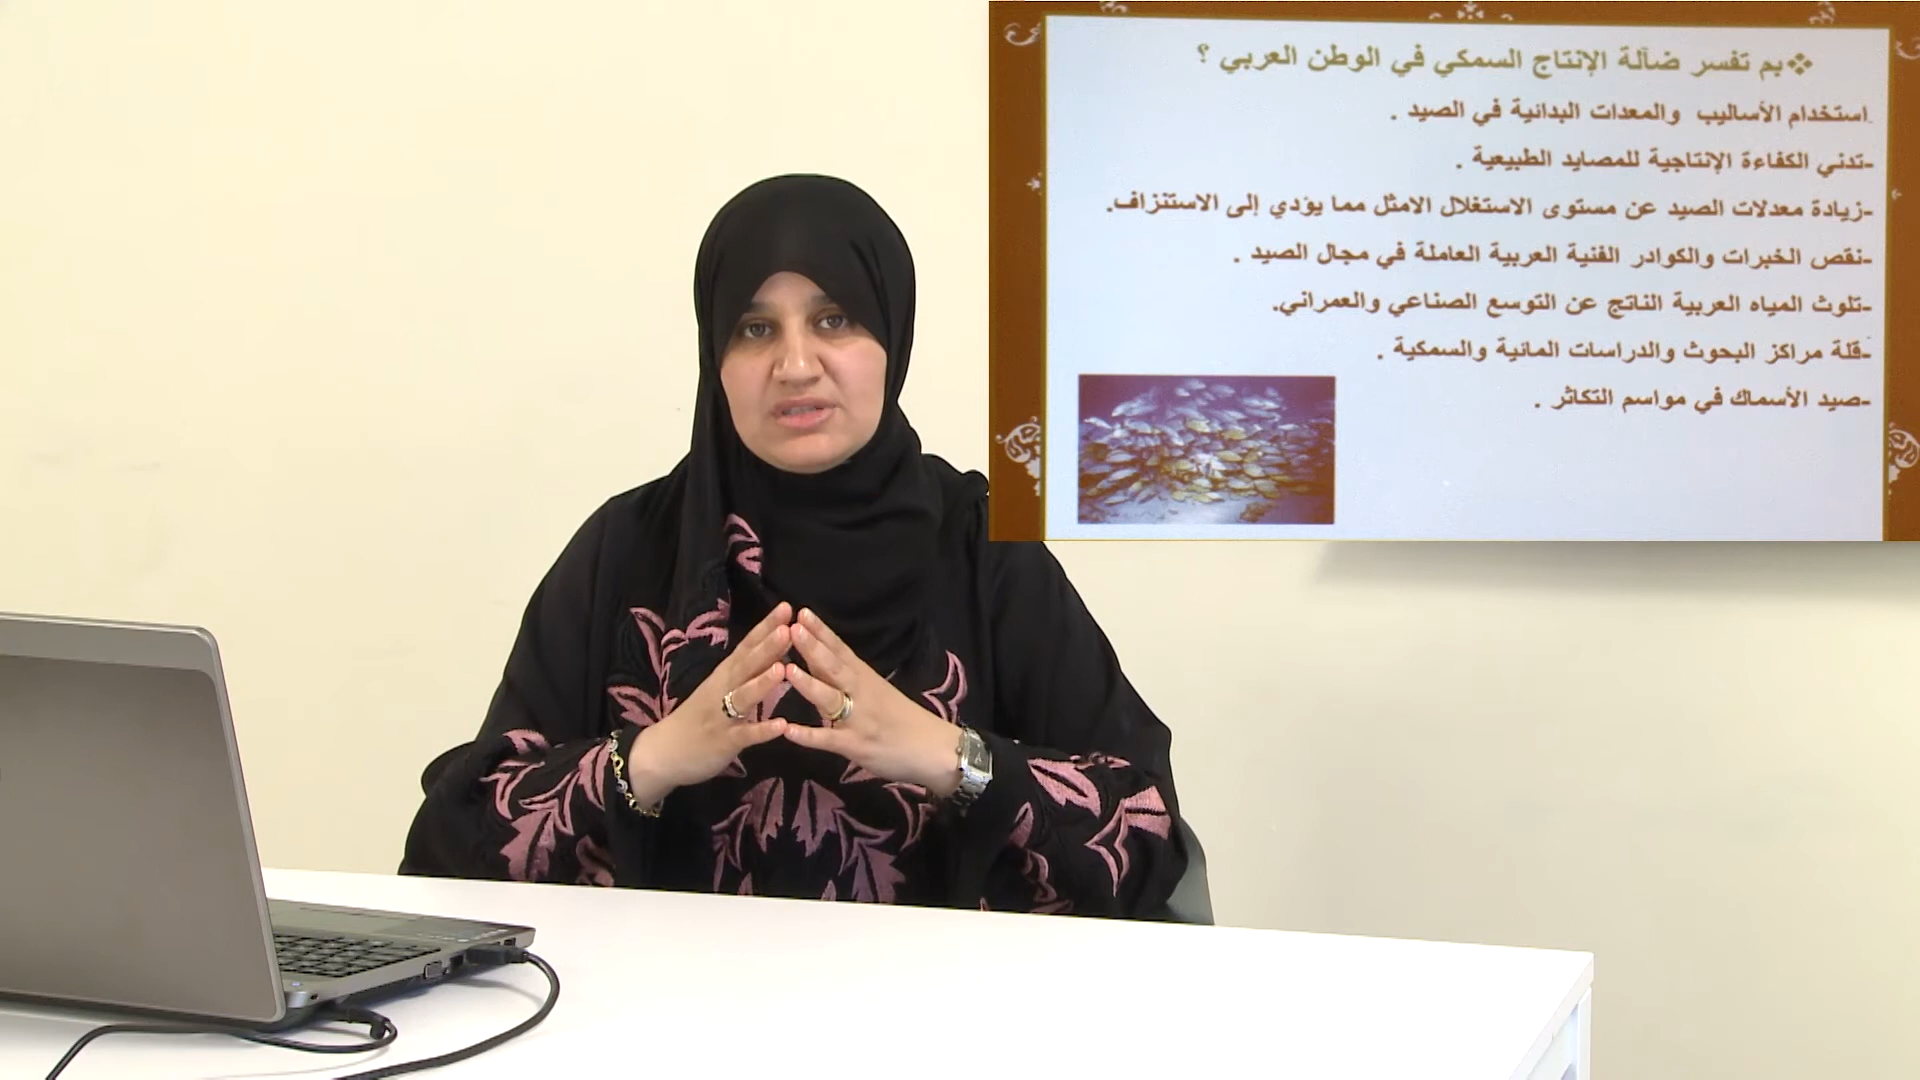 ❖بم تفسر ضآلة الإنتاج السمكي في الوطن العربي ؟
-استخدام الأساليب والمعدات البدائية في الصيد .
-تدني الكفاءة الإنتاجية للمصايد الطبيعية .
-زيادة معدلات الصيد عن مستوى الاستغلال الامثل مما يؤدي إلى الاستنزاف.
-نقص الخبرات والكوادر الفنية العربية العاملة في مجال الصيد .
-تلوث المياه العربية الناتج عن التوسع الصناعي والعمراني.
-قلة مراكز البحوث والدراسات المائية والسمكية .
-صيد الأسماك في مواسم التكاثر .